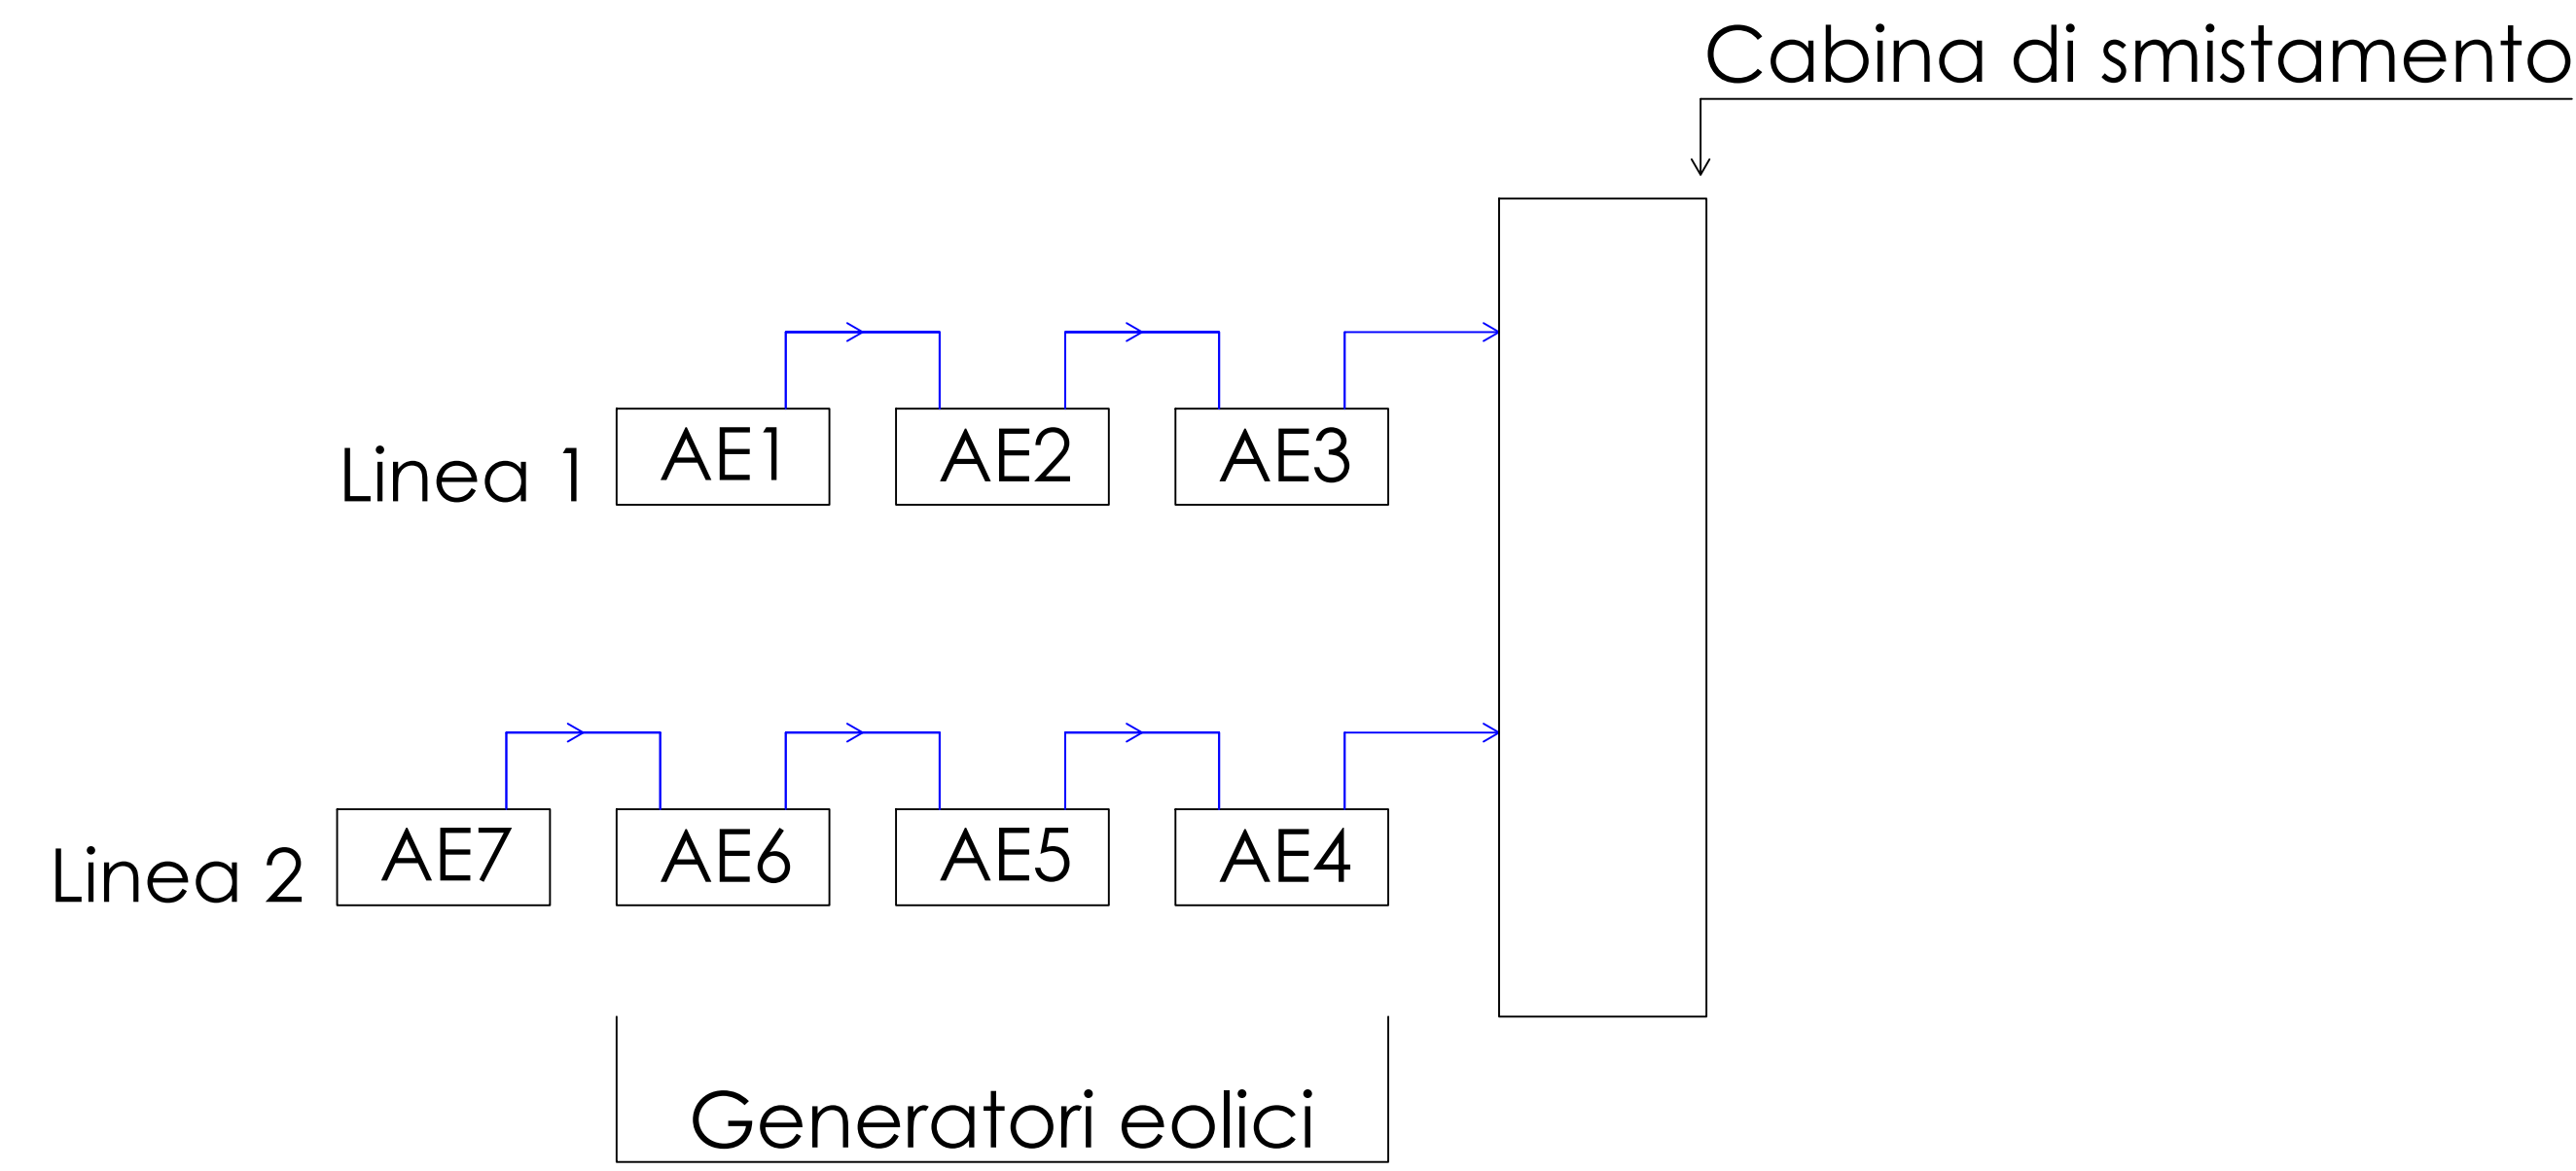 Cabina di smistamento
Linea 1 AE1 AE2 AE3
Linea 2 AE7 AE6 AE5 AE4
Generatori eolici